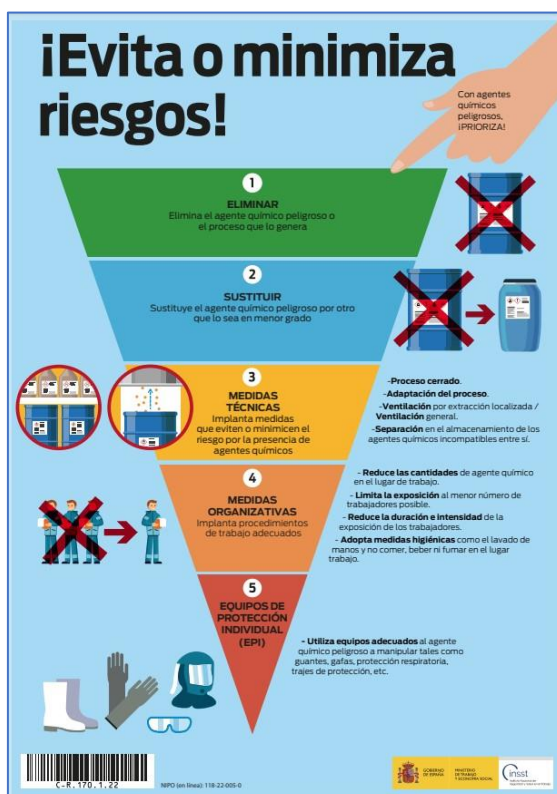 ¡Evita o minimiza
riesgos!
Con agentes
químicos
peligrosos,
¡PRIORIZA!
1
ELIMINAR
Elimina el agente químico peligroso o
el proceso que lo genera
2
SUSTITUIR
Sustituye el agente químico peligroso por otro
que lo sea en menor grado
3
MEDIDAS
TÉCNICAS
Implanta medidas
que eviten o minimicen el
riesgo por la presencia de
agentes químicos
-Proceso cerrado.
-Adaptación del proceso.
-Ventilación por extracción localizada /
Ventilación general.
-Separación en el almacenamiento de los
agentes químicos incompatibles entre sí.
4
MEDIDAS
ORGANIZATIVAS
Implanta procedimientos
de trabajo adecuados
- Reduce las cantidades de agente químico
en el lugar de trabajo.
- Limita la exposición al menor número de
trabajadores posible.
- Reduce la duración e intensidad de la
exposición de los trabajadores.
- Adopta medidas higiénicas como el lavado de
manos y no comer, beber ni fumar en el lugar
trabajo.
5
EQUIPOS DE
PROTECCIÓN
INDIVIDUAL
(EPI)
- Utiliza equipos adecuados al agente
químico peligroso a manipular tales como
guantes, gafas, protección respiratoria,
trajes de protección, etc.
C-R.170.1.22
NIPO (en línea): 118-22-005-0
GOBIERNO
DE ESPAÑA
MINISTERIO
DE TRABAJO
Y ECONOMÍA SOCIAL
insst